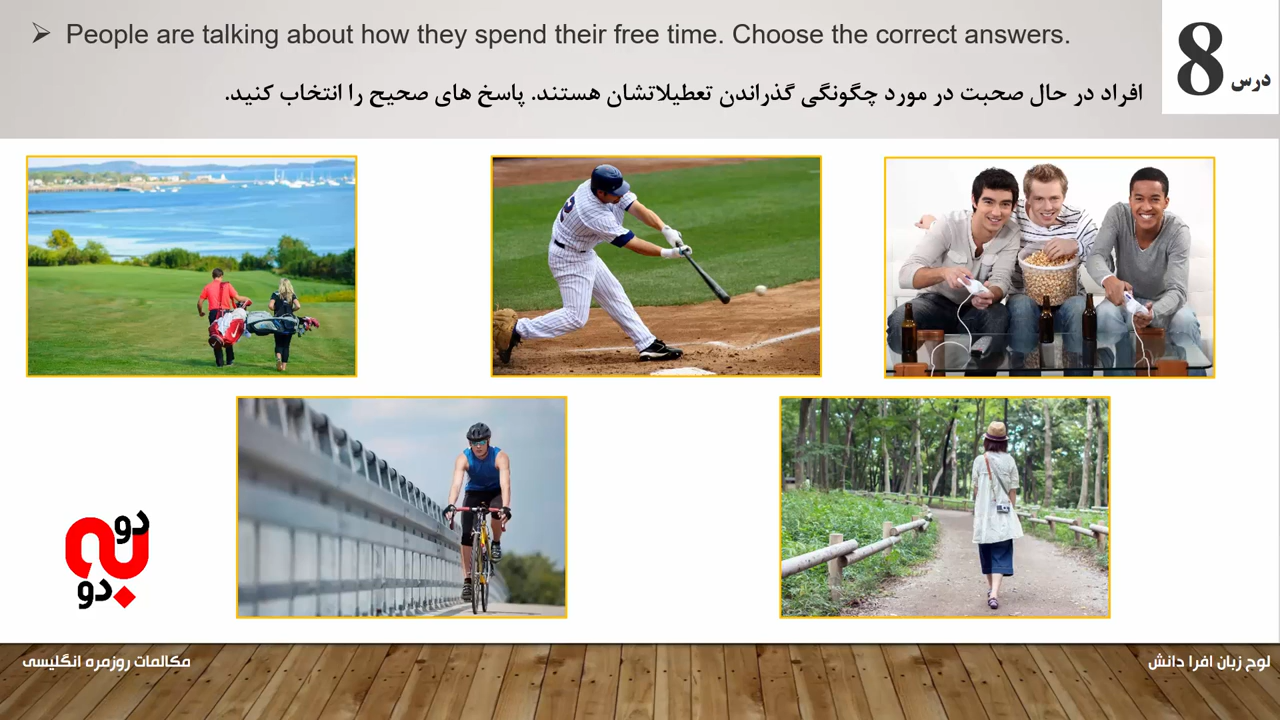 ➢ People are talking about how they spend their free time. Choose the correct answers.
درس 8
افراد در حال صحبت در مورد چگونگی گذراندن تعطیلاتشان هستند. پاسخ های صحیح را انتخاب کنید.
2
دو
به
دو
مکالمات روزمره انگلیسی
لوح زبان افرا دانش